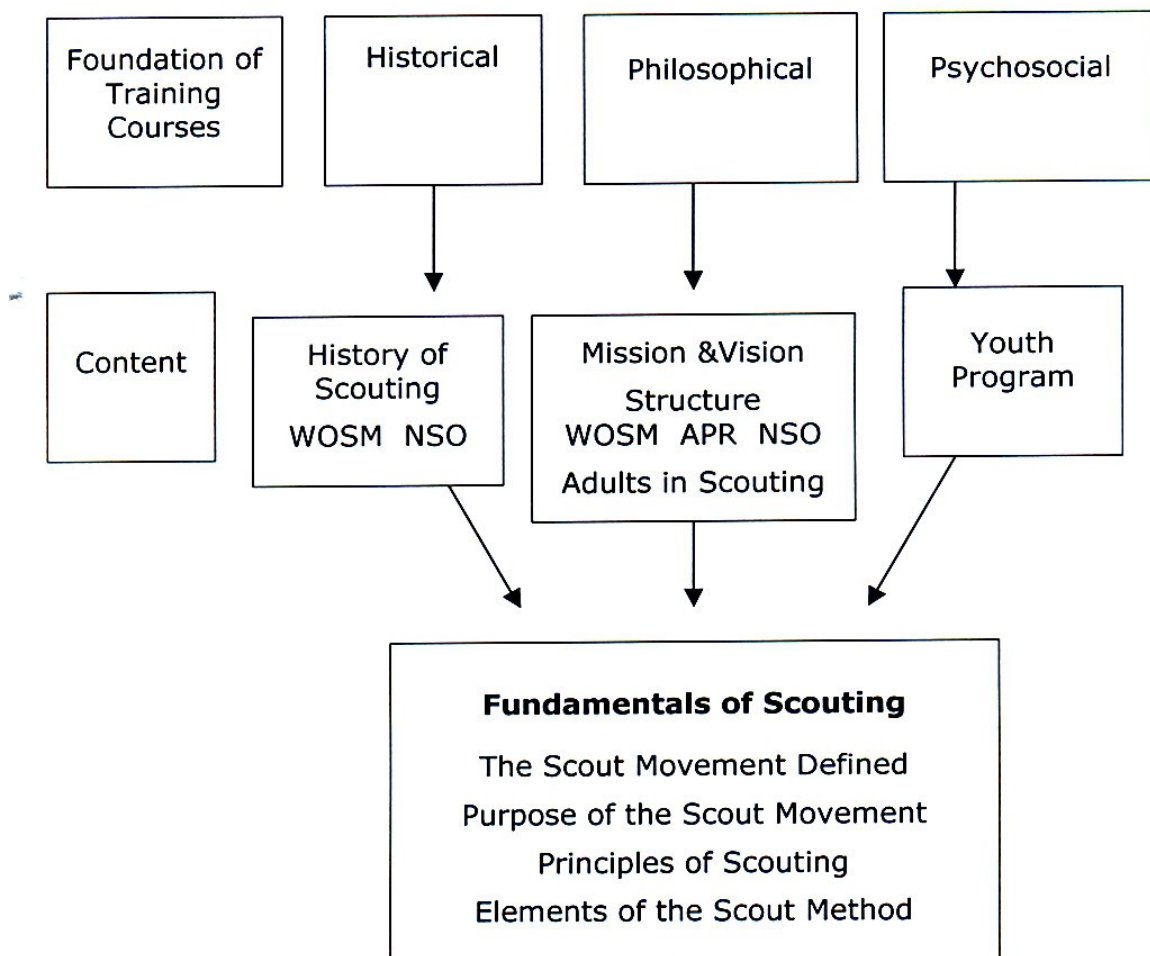 Foundation of
Training
Courses
Historical
Philosophical
Psychosocial
Content
History of
Scouting
WOSM NSO
Mission &Vision
Structure
WOSM APR NSO
Adults in Scouting
Youth
Program
Fundamentals of Scouting
The Scout Movement Defined
Purpose of the Scout Movement
Principles of Scouting
Elements of the Scout Method